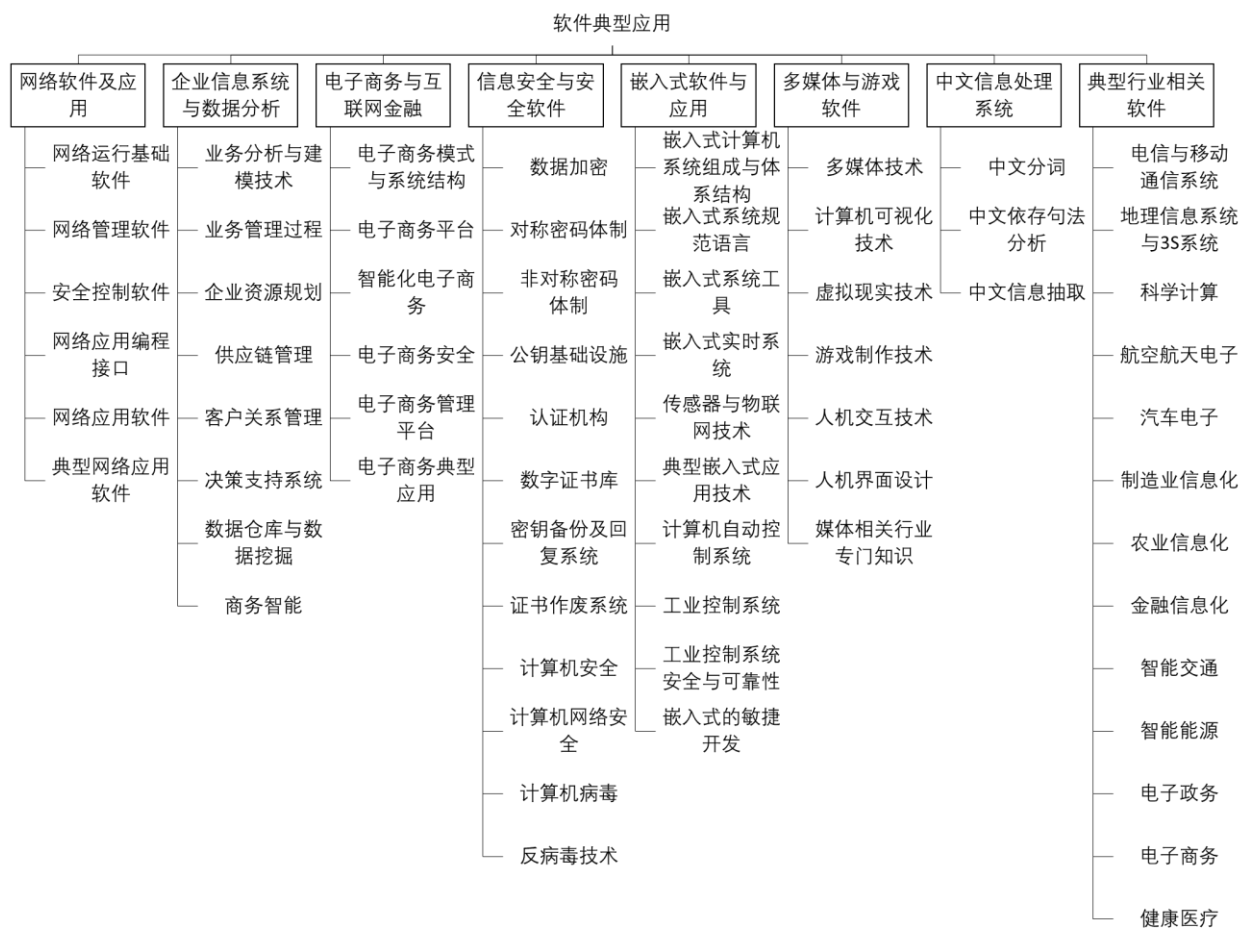 软件典型应用
网络软件及应
用
网络运行基础
软件
网络管理软件
安全控制软件
网络应用编程
接口
网络应用软件
典型网络应用
软件
企业信息系统
与数据分析
业务分析与建
模技术
业务管理过程
企业资源规划
供应链管理
客户关系管理
决策支持系统
数据仓库与数
据挖掘
商务智能
电子商务与互
联网金融
电子商务模式
与系统结构
电子商务平台
智能化电子商
务
电子商务安全
电子商务管理
平台
电子商务典型
应用
信息安全与安
全软件
数据加密
对称密码体制
非对称密码
体制
公钥基础设施
认证机构
数字证书库
密钥备份及回
复系统
证书作废系统
计算机安全
计算机网络安
全
计算机病毒
反病毒技术
嵌入式软件与
应用
嵌入式计算机
系统组成与体
系结构
嵌入式系统规
范语言
嵌入式系统工
具
嵌入式实时系
统
传感器与物联
网技术
典型嵌入式应
用技术
计算机自动控
制系统
工业控制系统
工业控制系统
安全与可靠性
嵌入式的敏捷
开发
多媒体与游戏
软件
多媒体技术
计算机可视化
技术
虚拟现实技术
游戏制作技术
人机交互技术
人机界面设计
媒体相关行业
专门知识
中文信息处理
系统
中文分词
中文依存句法
分析
中文信息抽取
典型行业相关
软件
电信与移动
通信系统
地理信息系统
与3S系统
科学计算
航空航天电子
汽车电子
制造业信息化
农业信息化
金融信息化
智能交通
智能能源
电子政务
电子商务
健康医疗